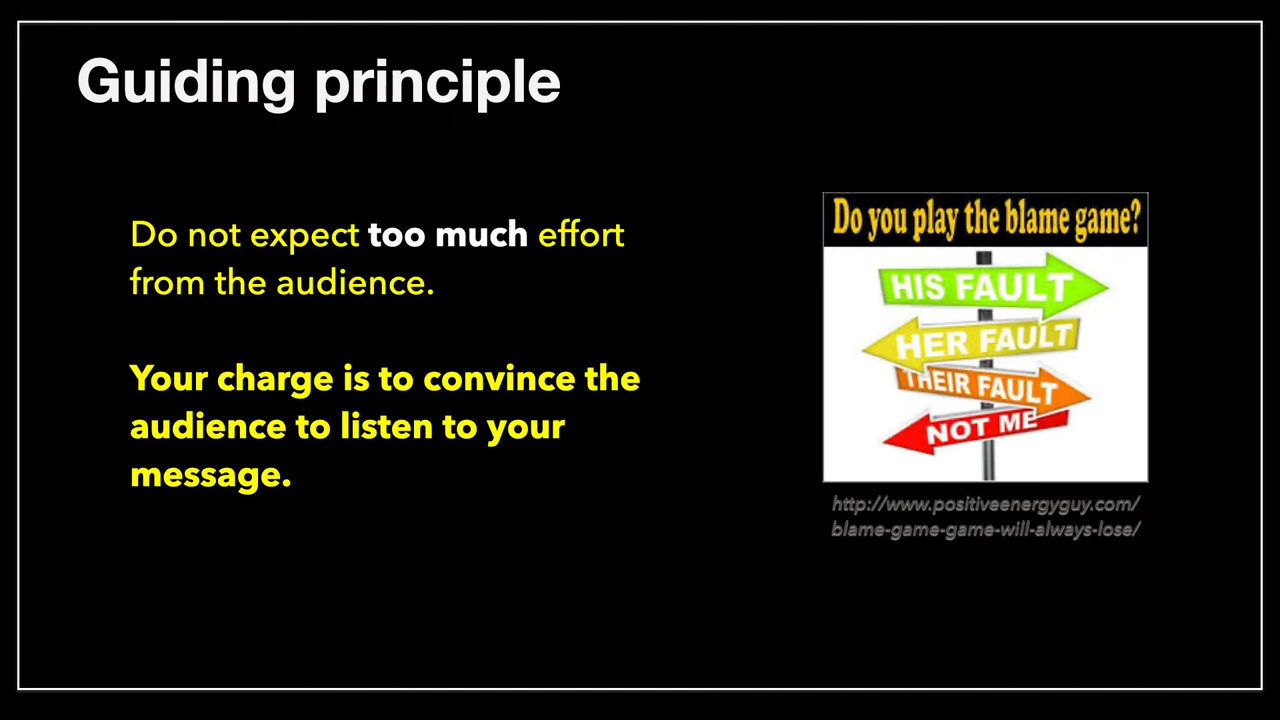 Guiding principle
Do not expect too much effort
from the audience.
Your charge is to convince the
audience to listen to your
message.
Do you play the blame game?
HIS FAULT
HER FAULT
THEIR FAULT
NOT ME
http://www.positiveenergyguy.com/
blame-game-game-will-always-lose/